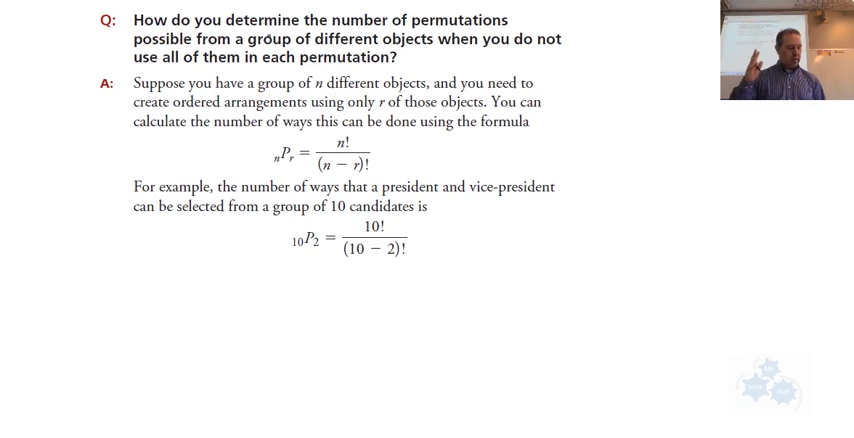 Q: How do you determine the number of permutations
possible from a group of different objects when you do not
use all of them in each permutation?
A: Suppose you have a group of n different objects, and you need to
create ordered arrangements using only r of those objects. You can
calculate the number of ways this can be done using the formula
ₙPᵣ = n! / (n − r)!
For example, the number of ways that a president and vice-president
can be selected from a group of 10 candidates is
₁₀P₂ = 10! / (10 − 2)!